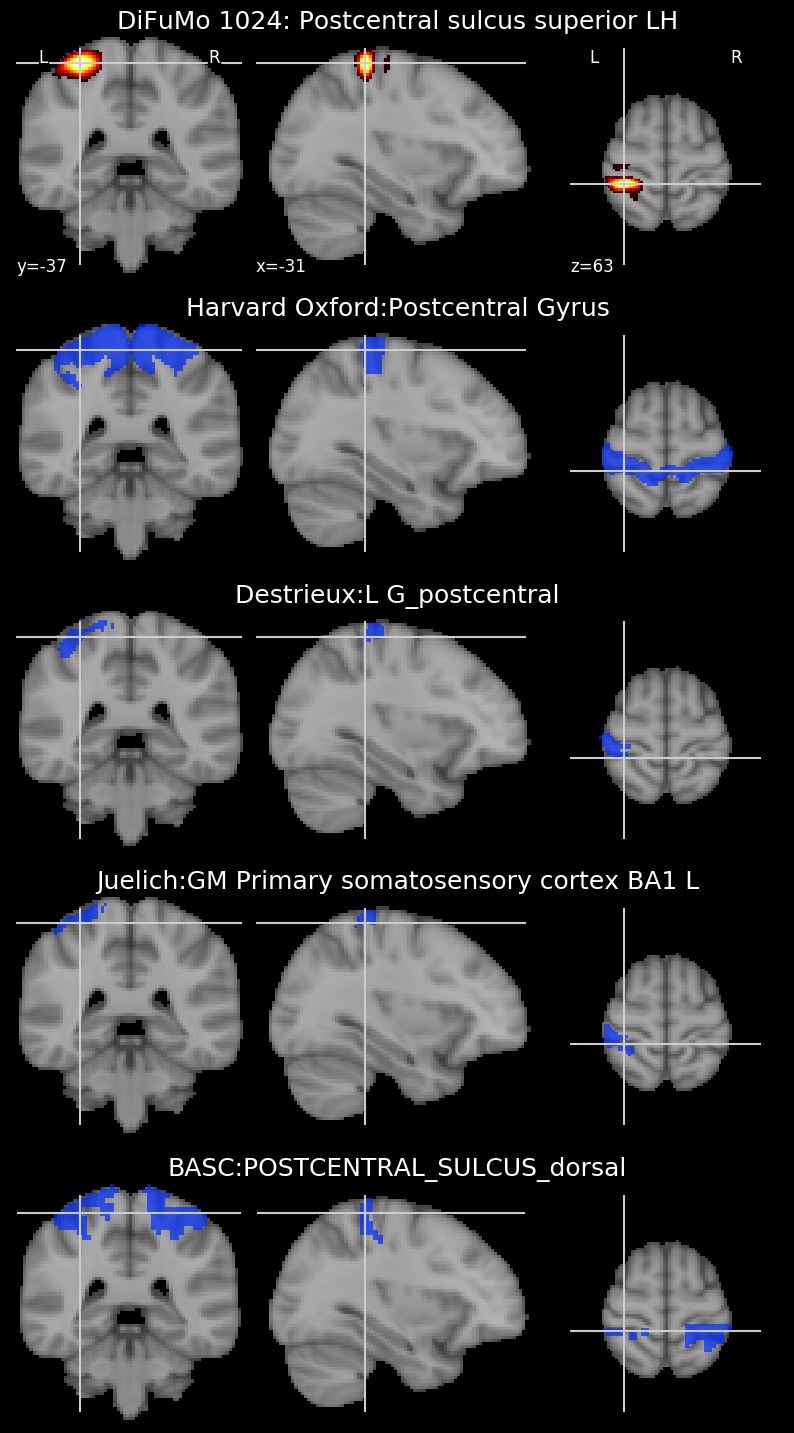 DiFuMo 1024: Postcentral sulcus superior LH
L R L R
y=-37 x=-31 z=63
Harvard Oxford:Postcentral Gyrus
Destrieux:L G_postcentral
Juelich:GM Primary somatosensory cortex BA1 L
BASC:POSTCENTRAL_SULCUS_dorsal